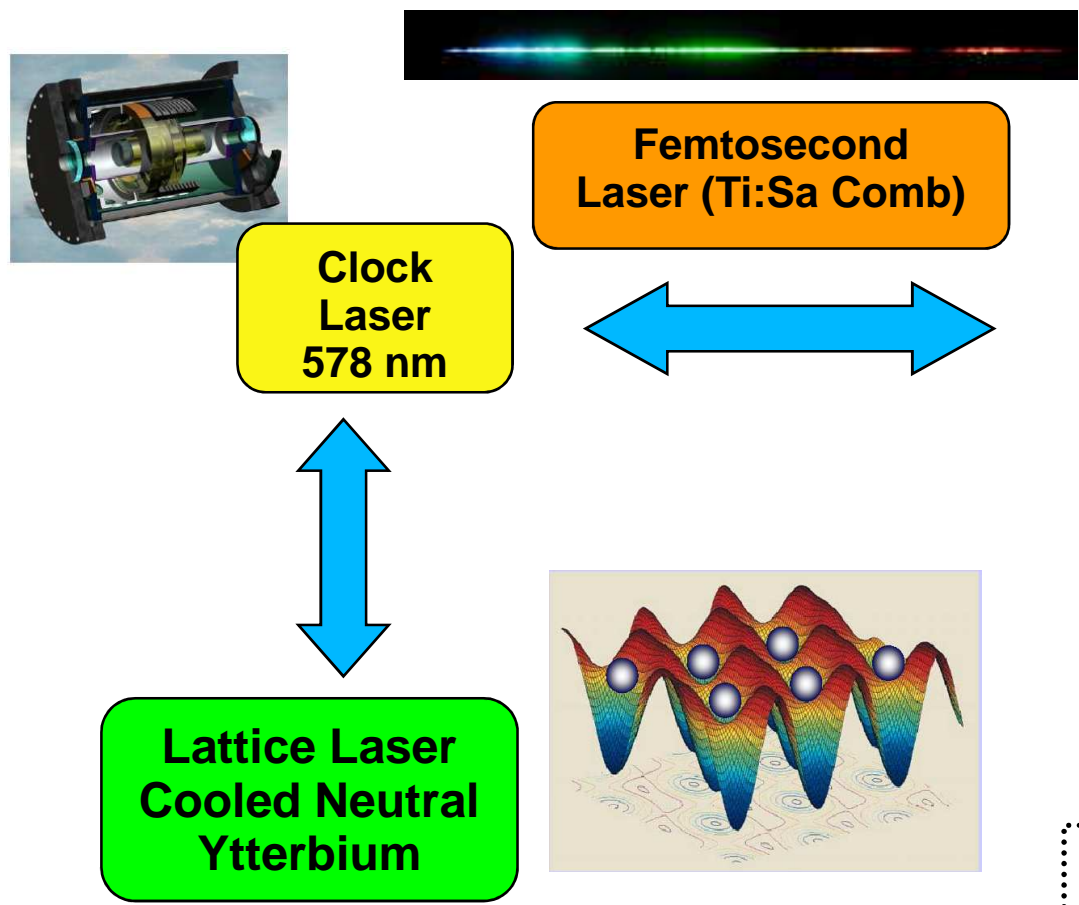 Femtosecond
Laser (Ti:Sa Comb)
Clock
Laser
578 nm
Lattice Laser
Cooled Neutral
Ytterbium